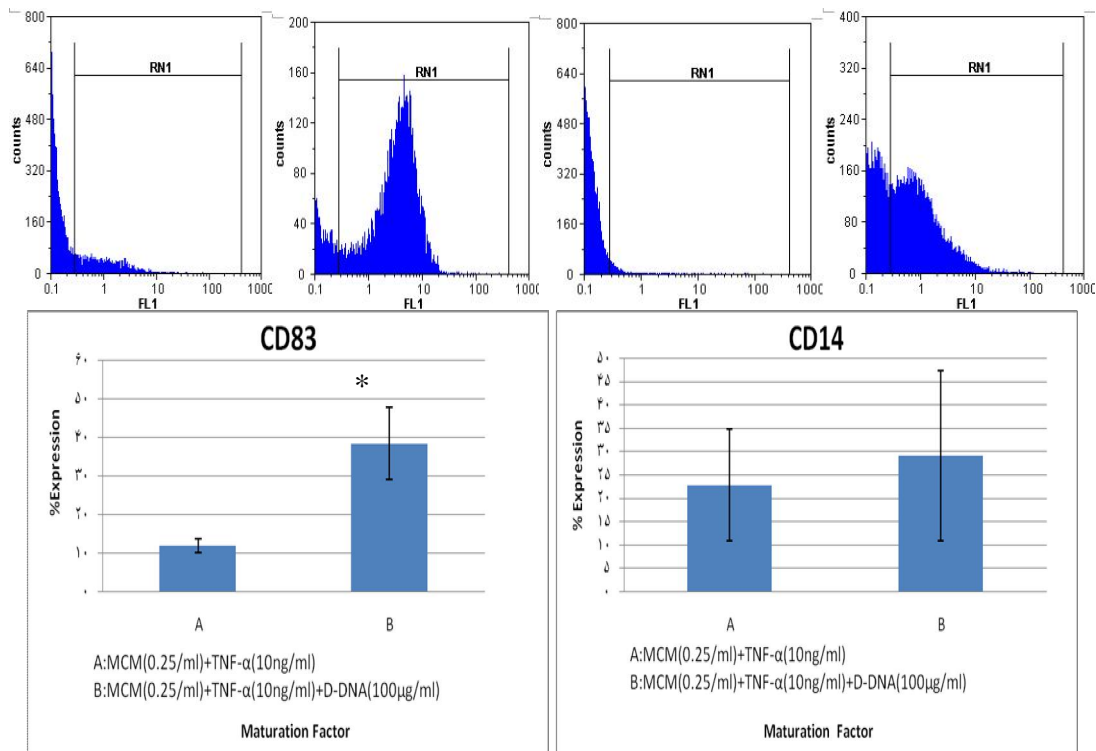 800
640
480
320
160
0
counts
RN1
0.1 1 10 100 1000
FL1
200
160
120
80
40
0
counts
RN1
0.1 1 10 100 1000
FL1
800
640
480
320
160
0
counts
RN1
0.1 1 10 100 1000
FL1
400
320
240
160
80
0
counts
RN1
0.1 1 10 100 1000
FL1
CD83
%Expression
۶۰
۵۰
۴۰
۳۰
۲۰
۱۰
۰
*
A B
A:MCM(0.25/ml)+TNF-α(10ng/ml)
B:MCM(0.25/ml)+TNF-α(10ng/ml)+D-DNA(100µg/ml)
Maturation Factor
CD14
% Expression
۵۰
۴۵
۴۰
۳۵
۳۰
۲۵
۲۰
۱۵
۱۰
۵
۰
A B
A:MCM(0.25/ml)+TNF-α(10ng/ml)
B:MCM(0.25/ml)+TNF-α(10ng/ml)+D-DNA(100µg/ml)
Maturation Factor